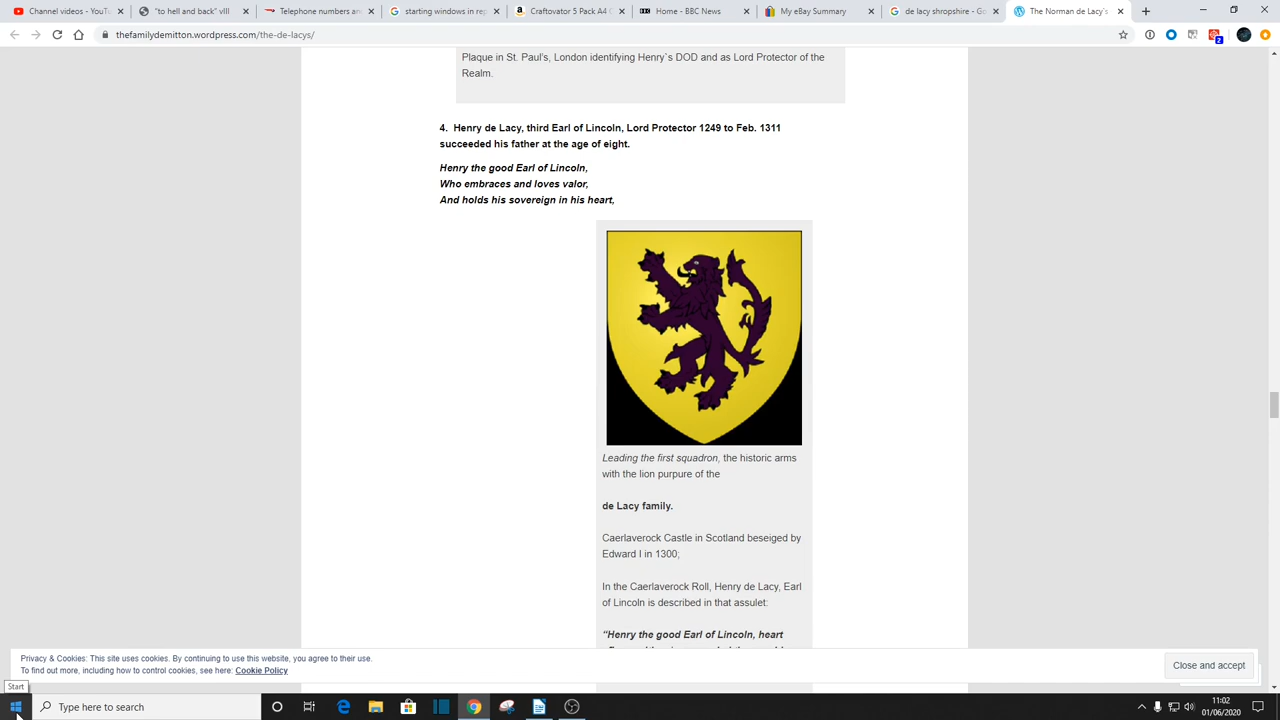 Channel videos - YouT
"to hell and back" vIII
Telephone numbers an
starting windows in rep
Craftovator 5 Pack A4 C
Home - BBC News
My eBay Summary
de lacy shropshire - Go
The Norman de Lacy's
thefamilydemitton.wordpress.com/the-de-lacys/
2
Plaque in St. Paul's, London identifying Henry`s DOD and as Lord Protector of the
Realm.
4. Henry de Lacy, third Earl of Lincoln, Lord Protector 1249 to Feb. 1311
succeeded his father at the age of eight.
Henry the good Earl of Lincoln,
Who embraces and loves valor,
And holds his sovereign in his heart,
Leading the first squadron, the historic arms
with the lion purpure of the
de Lacy family.
Caerlaverock Castle in Scotland beseiged by
Edward I in 1300;
In the Caerlaverock Roll, Henry de Lacy, Earl
of Lincoln is described in that assulet:
"Henry the good Earl of Lincoln, heart
Privacy & Cookies: This site uses cookies. By continuing to use this website, you agree to their use.
To find out more, including how to control cookies, see here: Cookie Policy
Close and accept
Start
Type here to search
11:02
01/06/2020